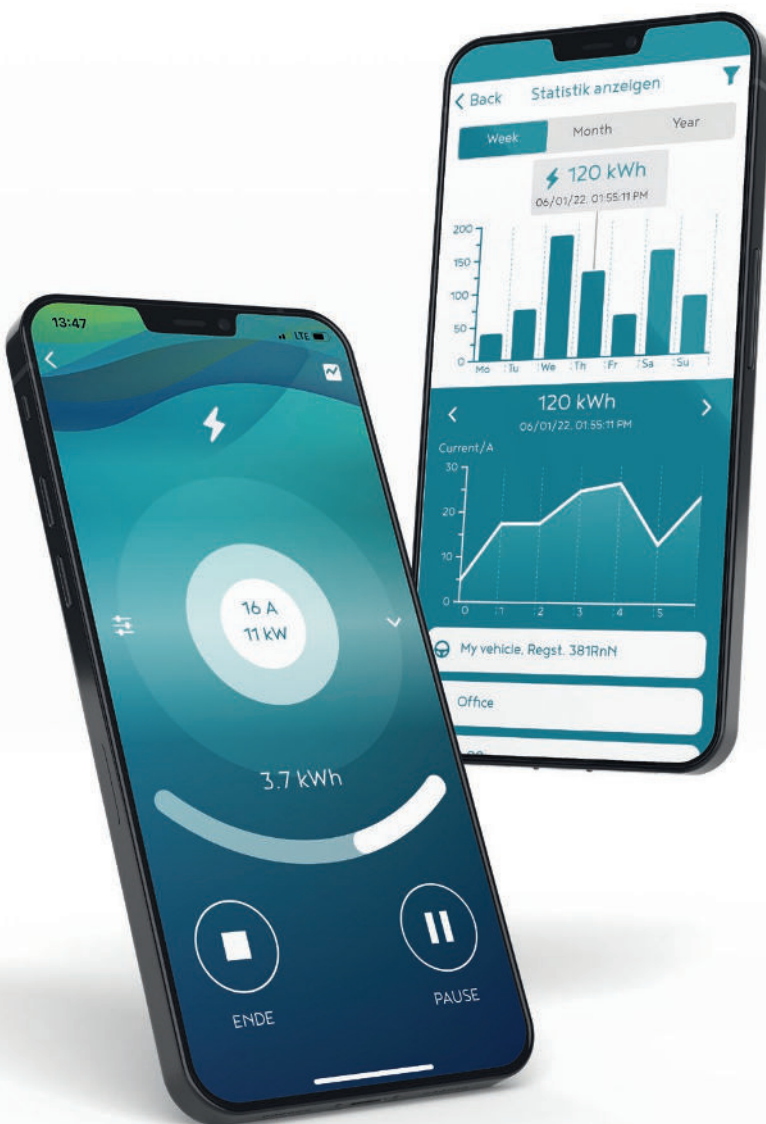 Back Statistik anzeigen
Week Month Year
120 kWh
06/01/22. 01:55:11 PM
200
150
100
50
0
Mo Tu We Th Fr Sa Su
120 kWh
06/01/22. 01:55:11 PM
Current/A
30
20
10
0
0 1 2 3 4 5
My vehicle, Regst. 381RnN
Office
13:47 LTE
16 A
11 kW
3.7 kWh
ENDE PAUSE